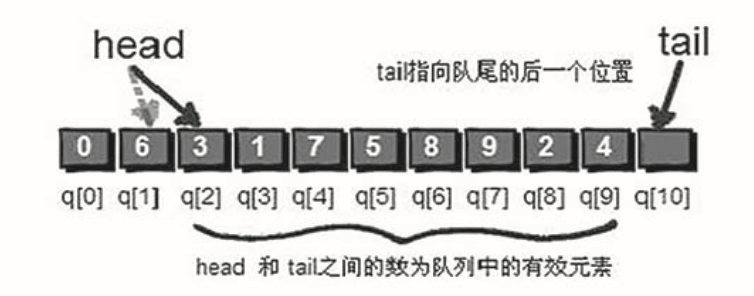 head
tail
tail指向队尾的后一个位置
0 6 3 1 7 5 8 9 2 4
q[0] q[1] q[2] q[3] q[4] q[5] q[6] q[7] q[8] q[9] q[10]
head 和 tail之间的数为队列中的有效元素